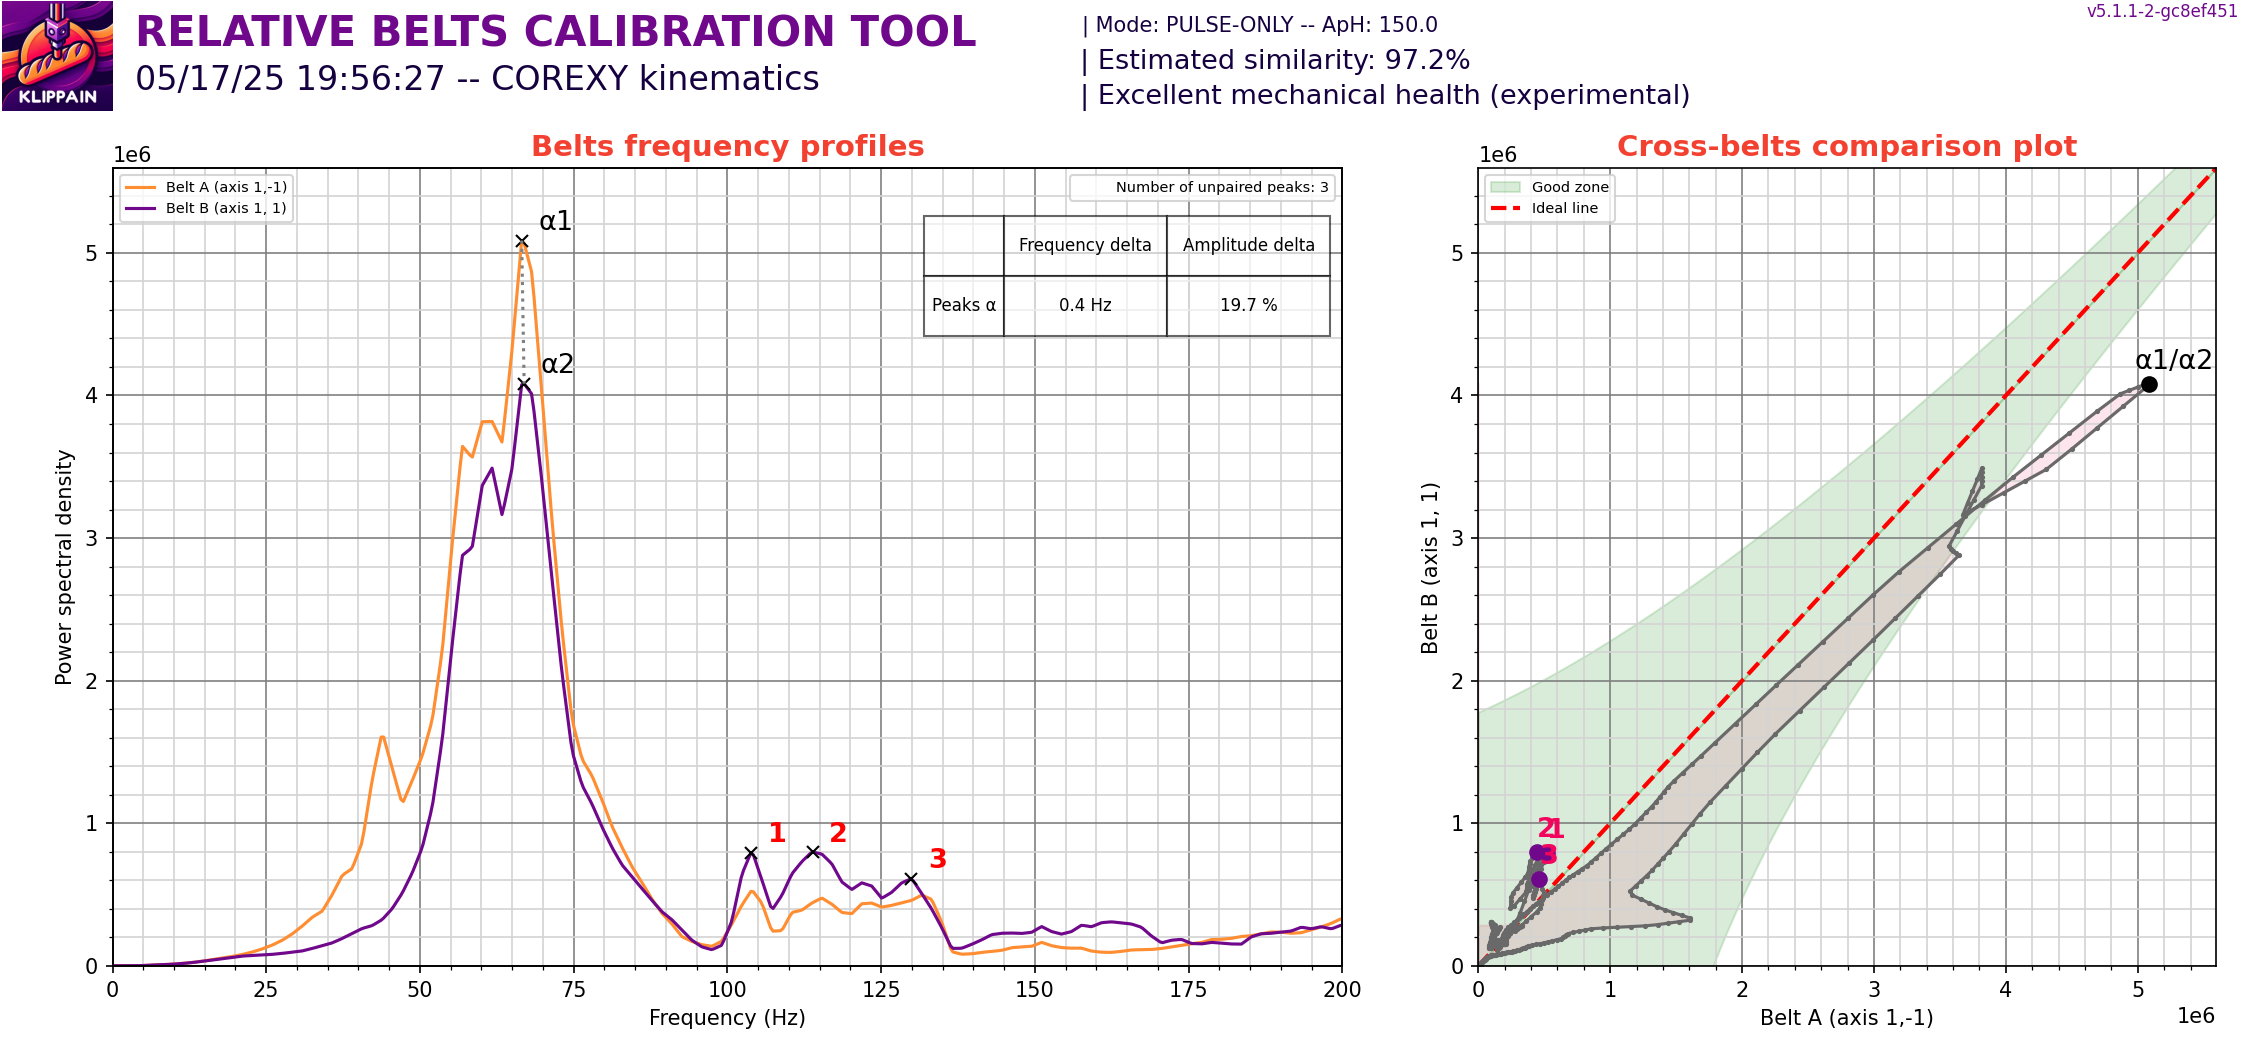 KLIPPAIN
RELATIVE BELTS CALIBRATION TOOL
05/17/25 19:56:27 -- COREXY kinematics
| Mode: PULSE-ONLY -- ApH: 150.0
| Estimated similarity: 97.2%
| Excellent mechanical health (experimental)
v5.1.1-2-gc8ef451
Belts frequency profiles
1e6
Belt A (axis 1,-1)
Belt B (axis 1, 1)
Number of unpaired peaks: 3
Frequency delta Amplitude delta
Peaks α 0.4 Hz 19.7 %
α1
α2
1
2
3
5
4
3
2
1
0
Power spectral density
0 25 50 75 100 125 150 175 200
Frequency (Hz)
Cross-belts comparison plot
1e6
Good zone
Ideal line
α1/α2
2
1
3
5
4
3
2
1
0
Belt B (axis 1, 1)
0 1 2 3 4 5
Belt A (axis 1,-1)
1e6